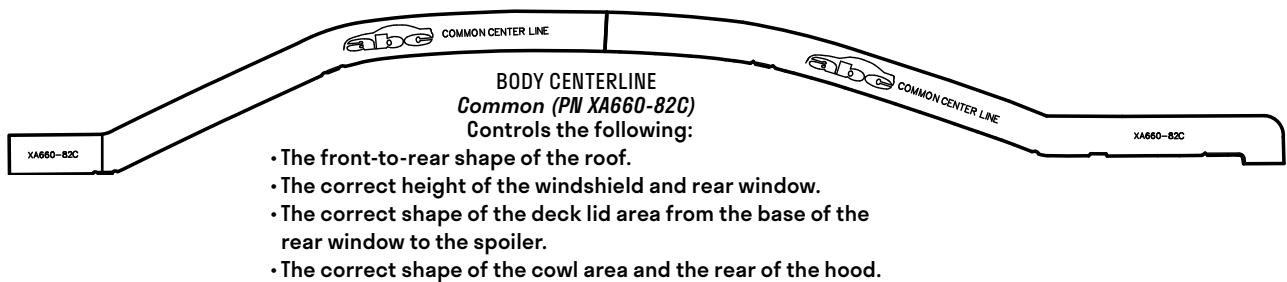 COMMON CENTER LINE
abc
COMMON CENTER LINE
abc
XA660-82C
XA660-82C
BODY CENTERLINE
Common (PN XA660-82C)
Controls the following:
• The front-to-rear shape of the roof.
• The correct height of the windshield and rear window.
• The correct shape of the deck lid area from the base of the
rear window to the spoiler.
• The correct shape of the cowl area and the rear of the hood.